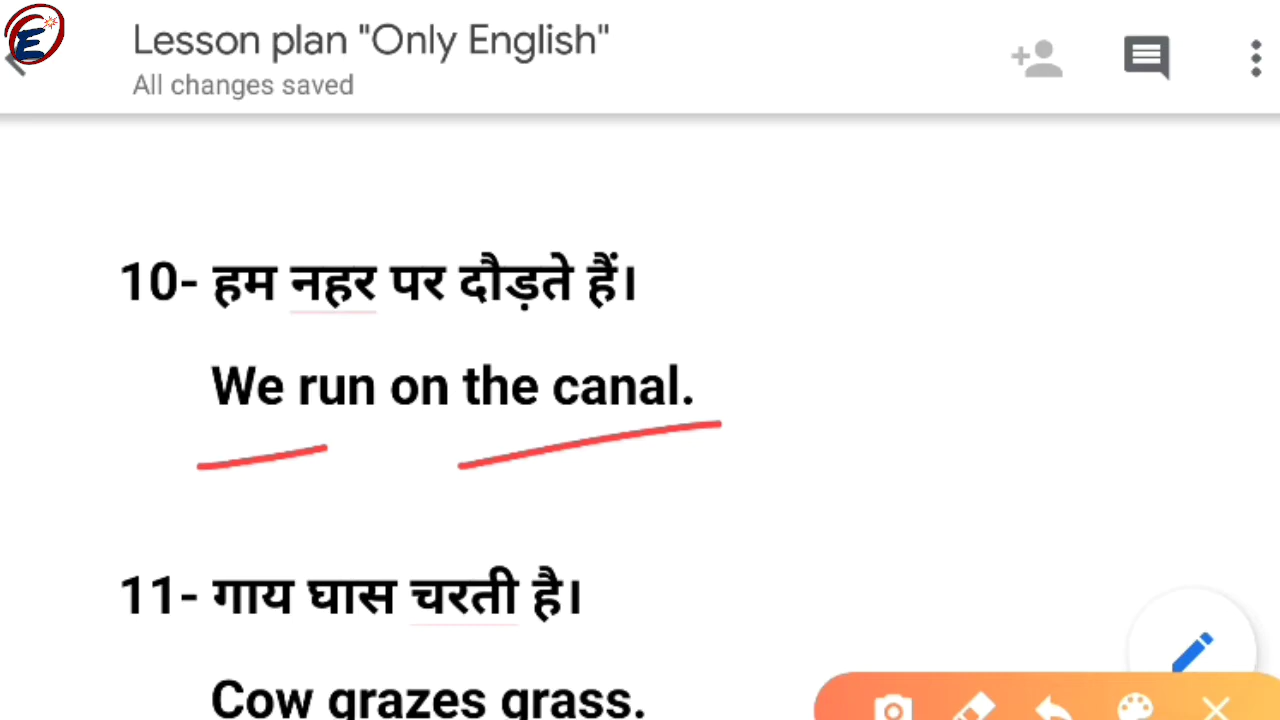 E
Lesson plan "Only English"
All changes saved
10- हम नहर पर दौड़ते हैं।
We run on the canal.
11- गाय घास चरती है।
Cow grazes grass.